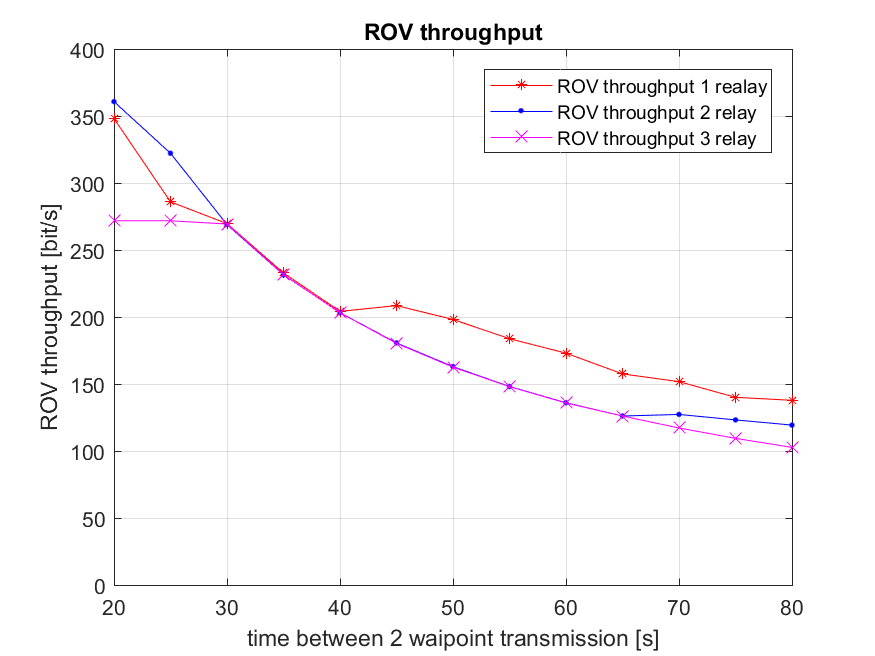 ROV throughput
400
350
300
250
200
150
100
50
0
ROV throughput [bit/s]
ROV throughput 1 realay
ROV throughput 2 relay
ROV throughput 3 relay
20 30 40 50 60 70 80
time between 2 waipoint transmission [s]